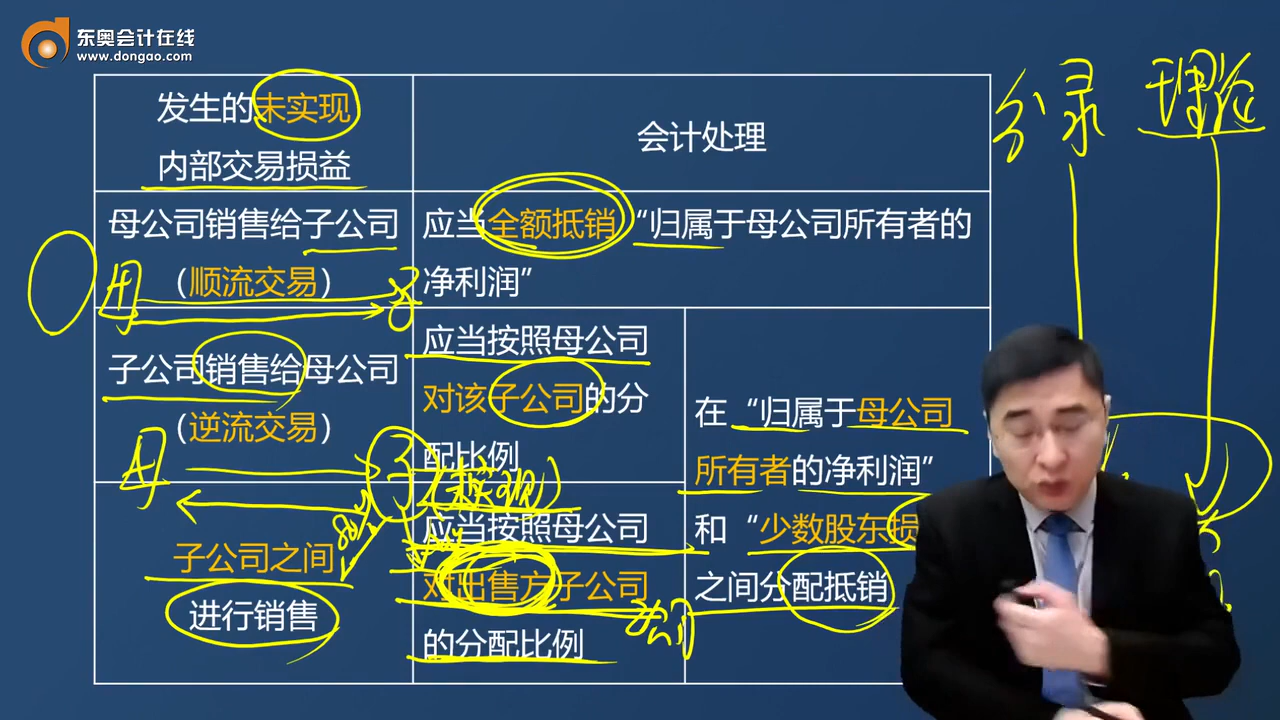 东奥会计在线
www.dongao.com
发生的未实现
内部交易损益
会计处理
母公司销售给子公司
（顺流交易）
应当全额抵销“归属于母公司所有者的
净利润”
子公司销售给母公司
（逆流交易）
应当按照母公司
对该子公司的分
配比例
在“归属于母公司
所有者的净利润”
和“少数股东损
之间分配抵销
子公司之间
进行销售
应当按照母公司
对出售方子公司
的分配比例
分录
理论
母
子
母
子
（未实现）
80%